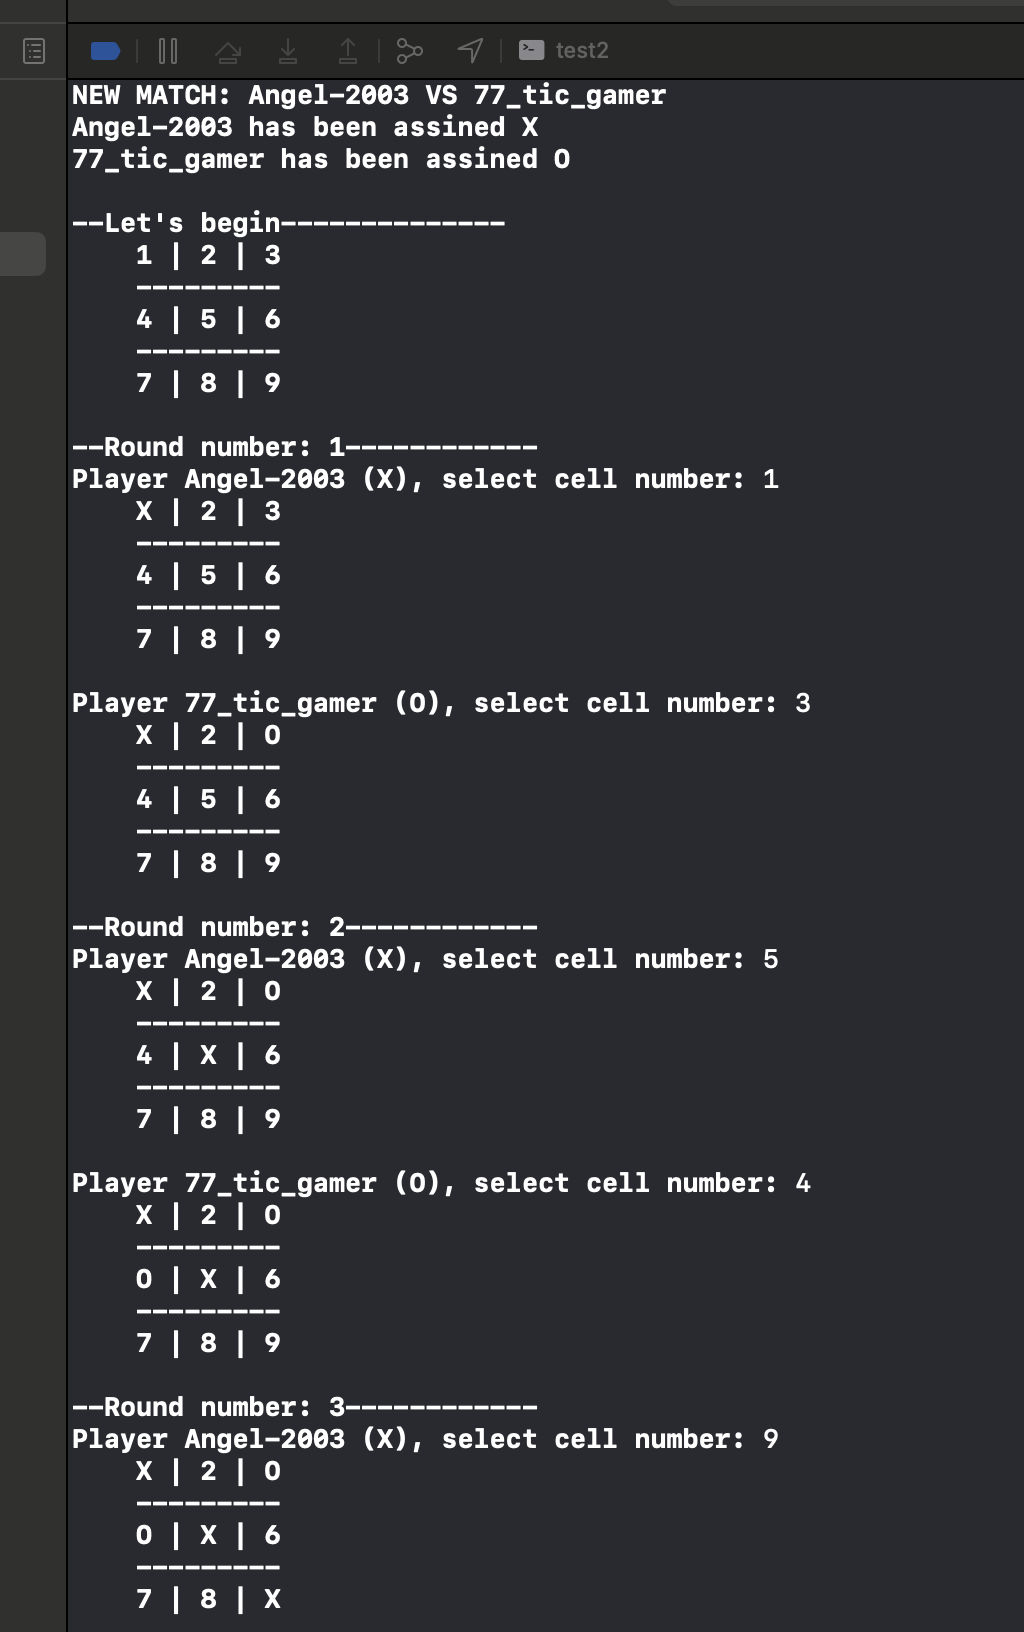 test2
NEW MATCH: Angel-2003 VS 77_tic_gamer
Angel-2003 has been assined X
77_tic_gamer has been assined O

--Let's begin--------------
    1 | 2 | 3
    ---------
    4 | 5 | 6
    ---------
    7 | 8 | 9

--Round number: 1------------
Player Angel-2003 (X), select cell number: 1
    X | 2 | 3
    ---------
    4 | 5 | 6
    ---------
    7 | 8 | 9

Player 77_tic_gamer (O), select cell number: 3
    X | 2 | O
    ---------
    4 | 5 | 6
    ---------
    7 | 8 | 9

--Round number: 2------------
Player Angel-2003 (X), select cell number: 5
    X | 2 | O
    ---------
    4 | X | 6
    ---------
    7 | 8 | 9

Player 77_tic_gamer (O), select cell number: 4
    X | 2 | O
    ---------
    O | X | 6
    ---------
    7 | 8 | 9

--Round number: 3------------
Player Angel-2003 (X), select cell number: 9
    X | 2 | O
    ---------
    O | X | 6
    ---------
    7 | 8 | X